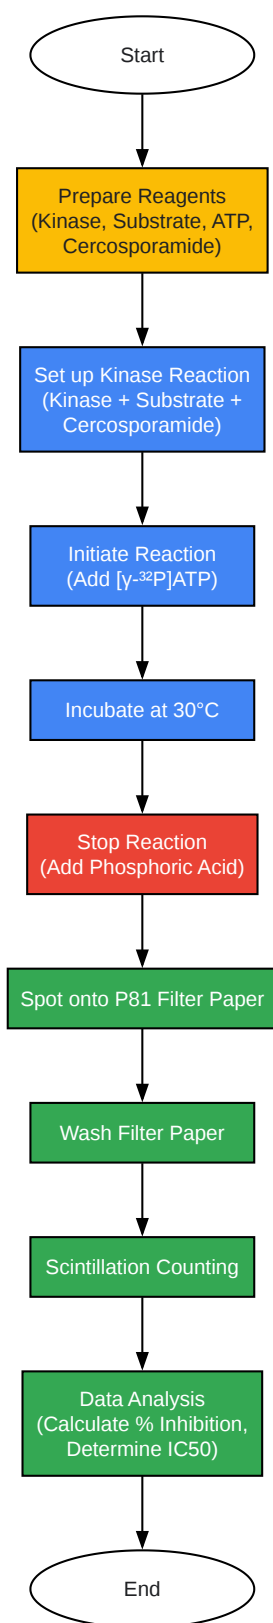 Start
Prepare Reagents
(Kinase, Substrate, ATP,
Cercosporamide)
Set up Kinase Reaction
(Kinase + Substrate +
Cercosporamide)
Initiate Reaction
(Add [γ-³²P]ATP)
Incubate at 30°C
Stop Reaction
(Add Phosphoric Acid)
Spot onto P81 Filter Paper
Wash Filter Paper
Scintillation Counting
Data Analysis
(Calculate % Inhibition,
Determine IC50)
End